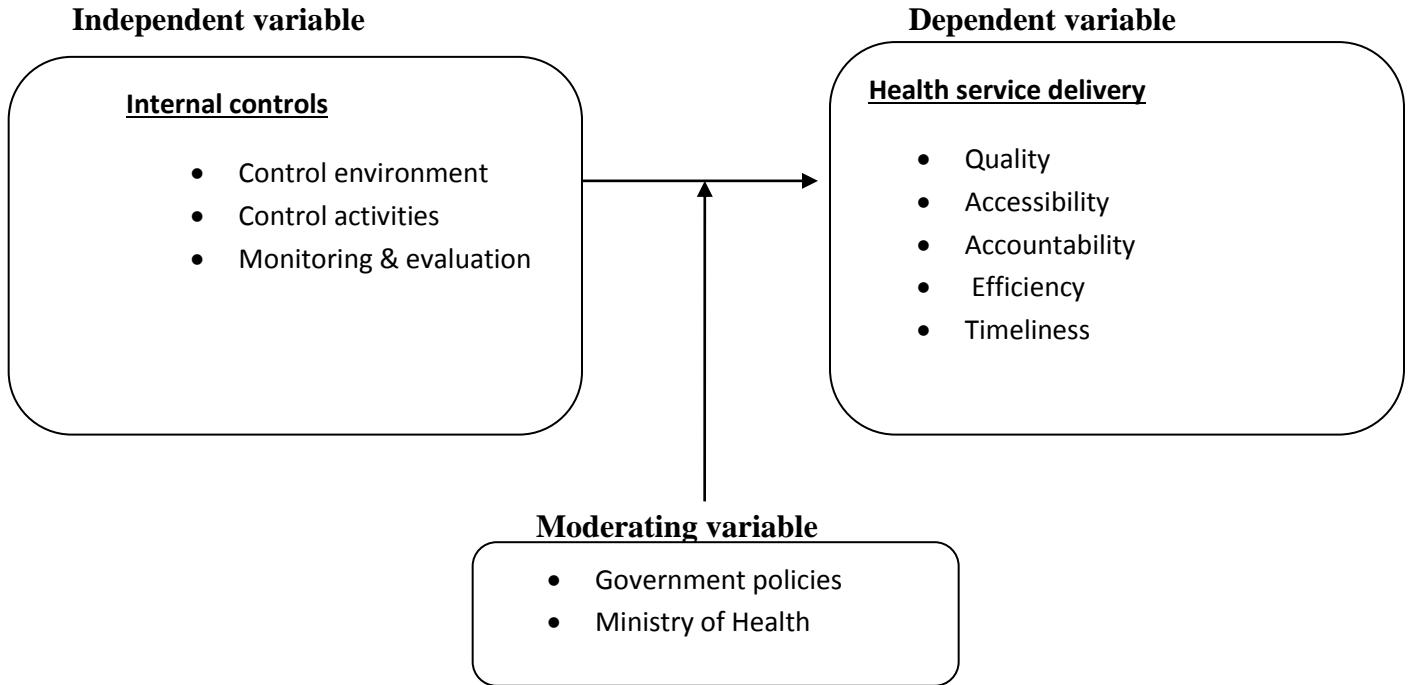 Independent variable
Internal controls
• Control environment
• Control activities
• Monitoring & evaluation
Dependent variable
Health service delivery
• Quality
• Accessibility
• Accountability
• Efficiency
• Timeliness
Moderating variable
• Government policies
• Ministry of Health